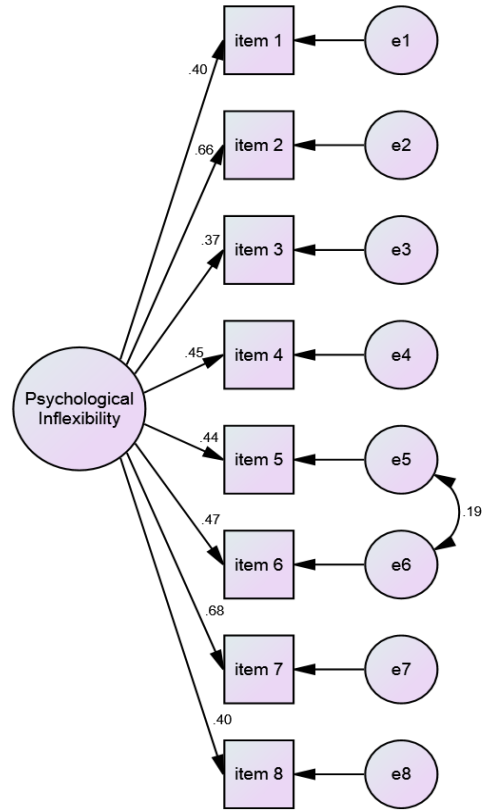 item 1
e1
.40
item 2
e2
.66
item 3
e3
.37
item 4
e4
.45
Psychological
Inflexibility
item 5
e5
.44
.19
item 6
e6
.47
item 7
e7
.68
item 8
e8
.40